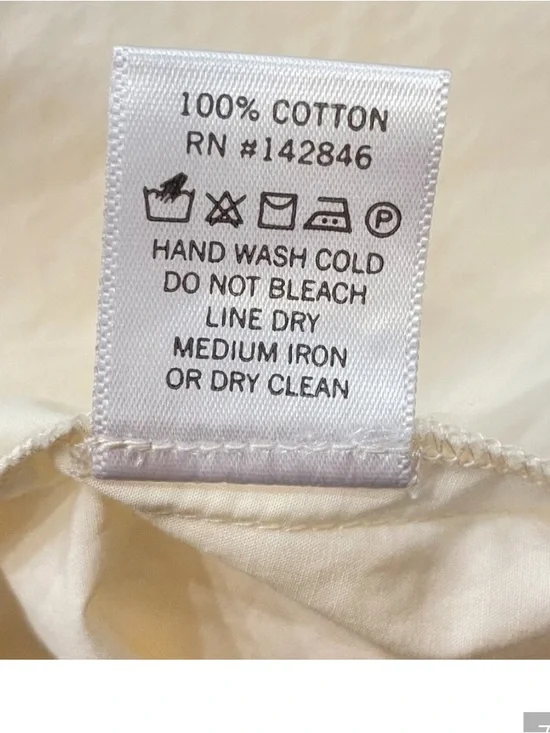 100% COTTON
RN #142846
P
HAND WASH COLD
DO NOT BLEACH
LINE DRY
MEDIUM IRON
OR DRY CLEAN